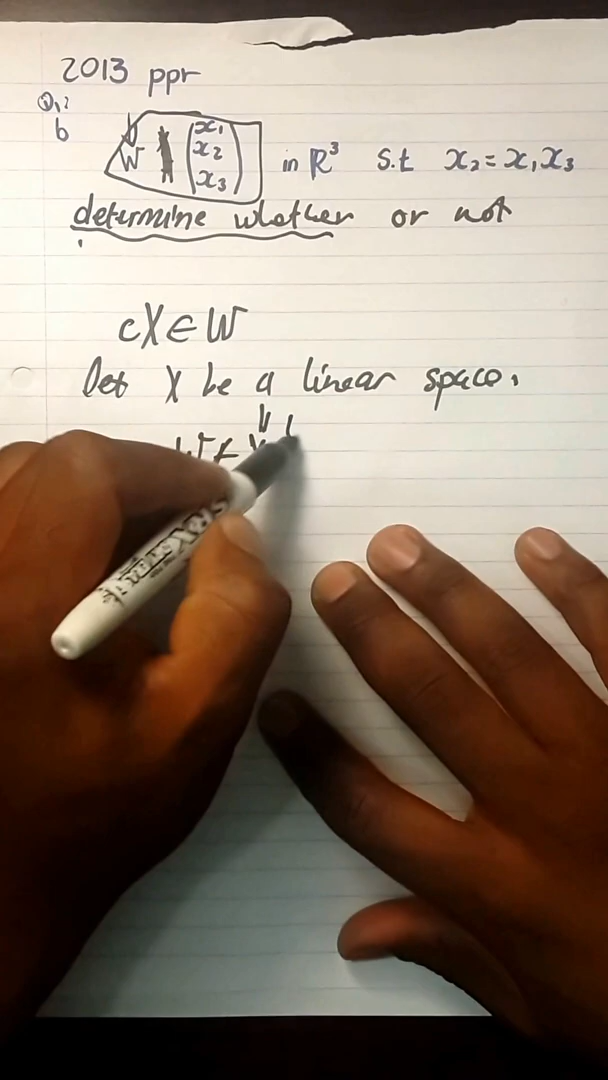 2013 ppr
Q1:
b
W (x₁
x₂
x₃) in ℝ³ s.t x₂ = x₁x₃
determine whether or not
cX ∈ W
Let X be a linear space.